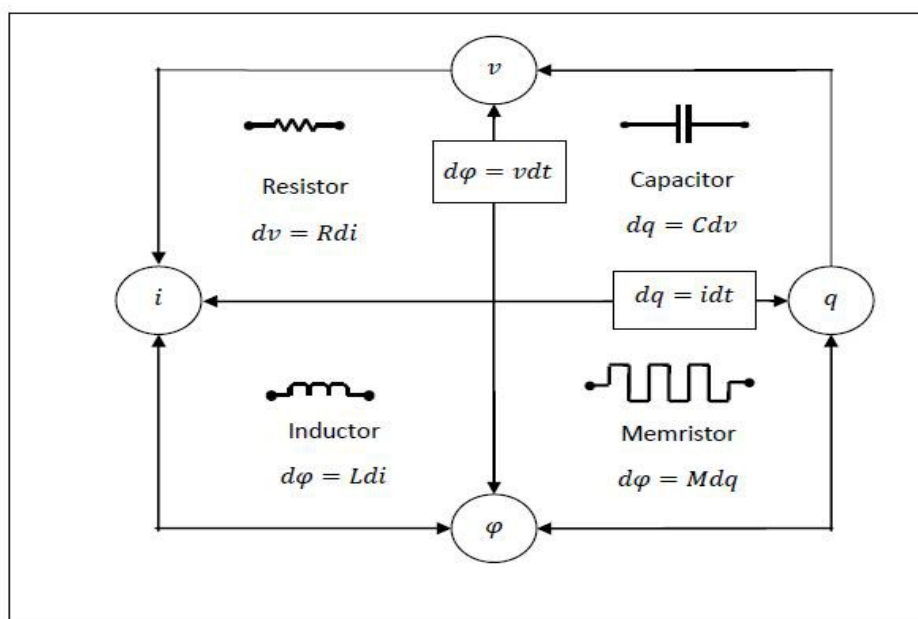 v
Resistor
dv = Rdi
dφ = vdt
Capacitor
dq = Cdv
i
dq = idt
q
Inductor
dφ = Ldi
Memristor
dφ = Mdq
φ